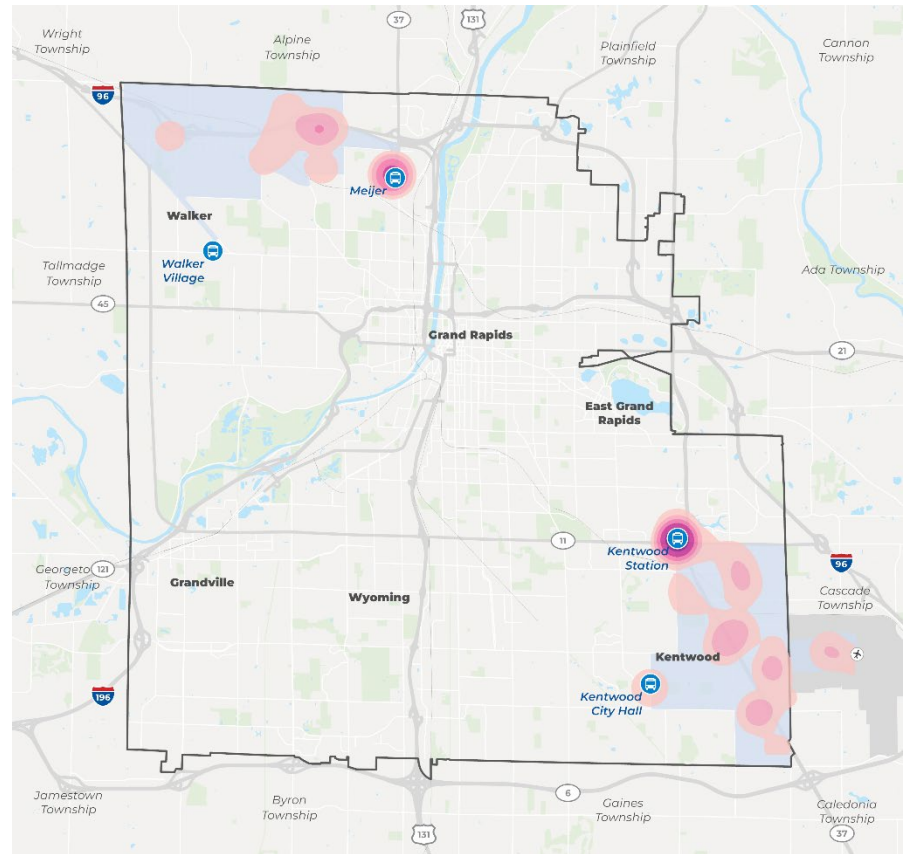 37
131
Wright
Township
Alpine
Township
Plainfield
Township
Cannon
Township
96
Meijer
Walker
Walker
Village
Tallmadge
Township
Ada Township
45
Grand Rapids
21
East Grand
Rapids
11
Kentwood
Station
96
Georgeto
Township
121
Grandville
Wyoming
Cascade
Township
Kentwood
196
Kentwood
City Hall
Jamestown
Township
Byron
Township
6
Gaines
Township
Caledonia
Township
131
37